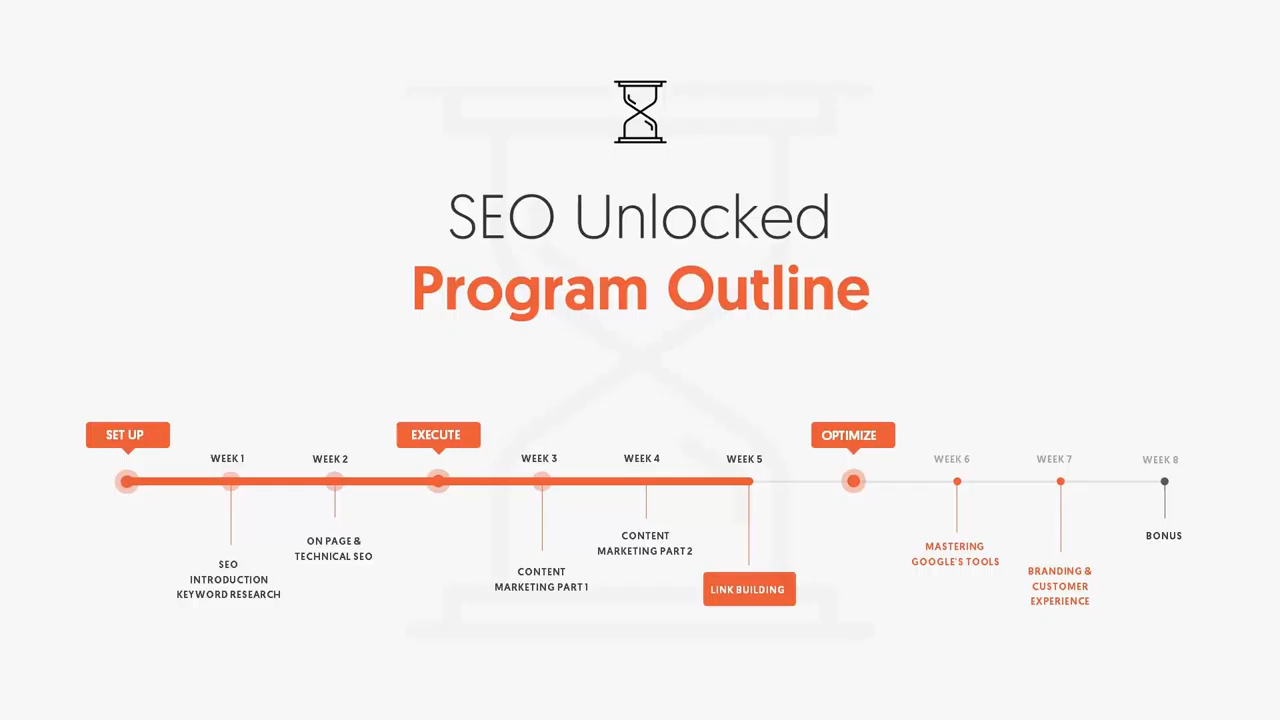 SEO Unlocked
Program Outline
SET UP
EXECUTE
OPTIMIZE
WEEK 1
WEEK 2
WEEK 3
WEEK 4
WEEK 5
WEEK 6
WEEK 7
WEEK 8
SEO
INTRODUCTION
KEYWORD RESEARCH
ON PAGE &
TECHNICAL SEO
CONTENT
MARKETING PART 1
CONTENT
MARKETING PART 2
LINK BUILDING
MASTERING
GOOGLE'S TOOLS
BRANDING &
CUSTOMER
EXPERIENCE
BONUS